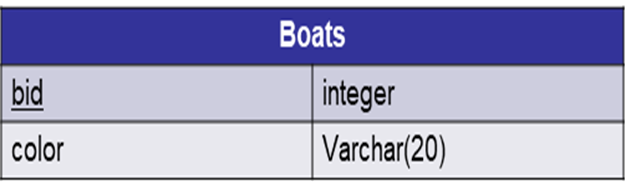 Boats
bid integer
color Varchar(20)